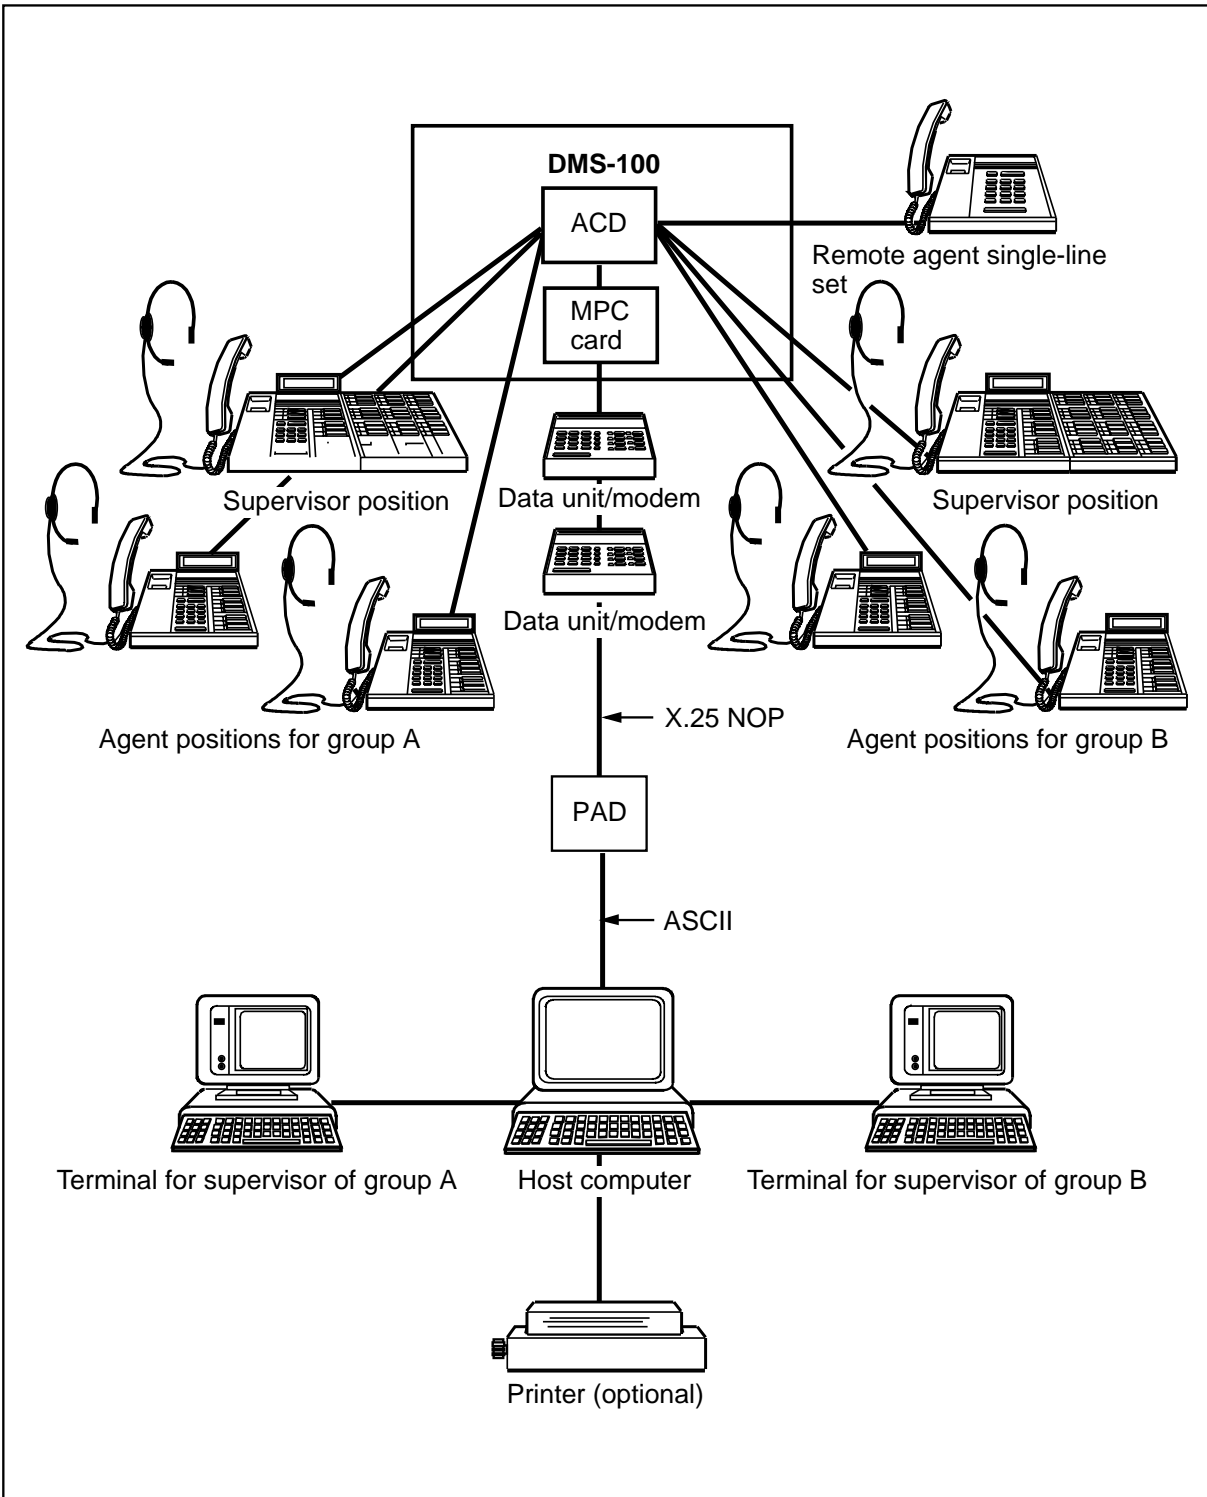 DMS-100
ACD
Remote agent single-line
set
MPC
card
Supervisor position
Data unit/modem
Supervisor position
Data unit/modem
X.25 NOP
Agent positions for group A
Agent positions for group B
PAD
ASCII
Terminal for supervisor of group A
Host computer
Terminal for supervisor of group B
Printer (optional)